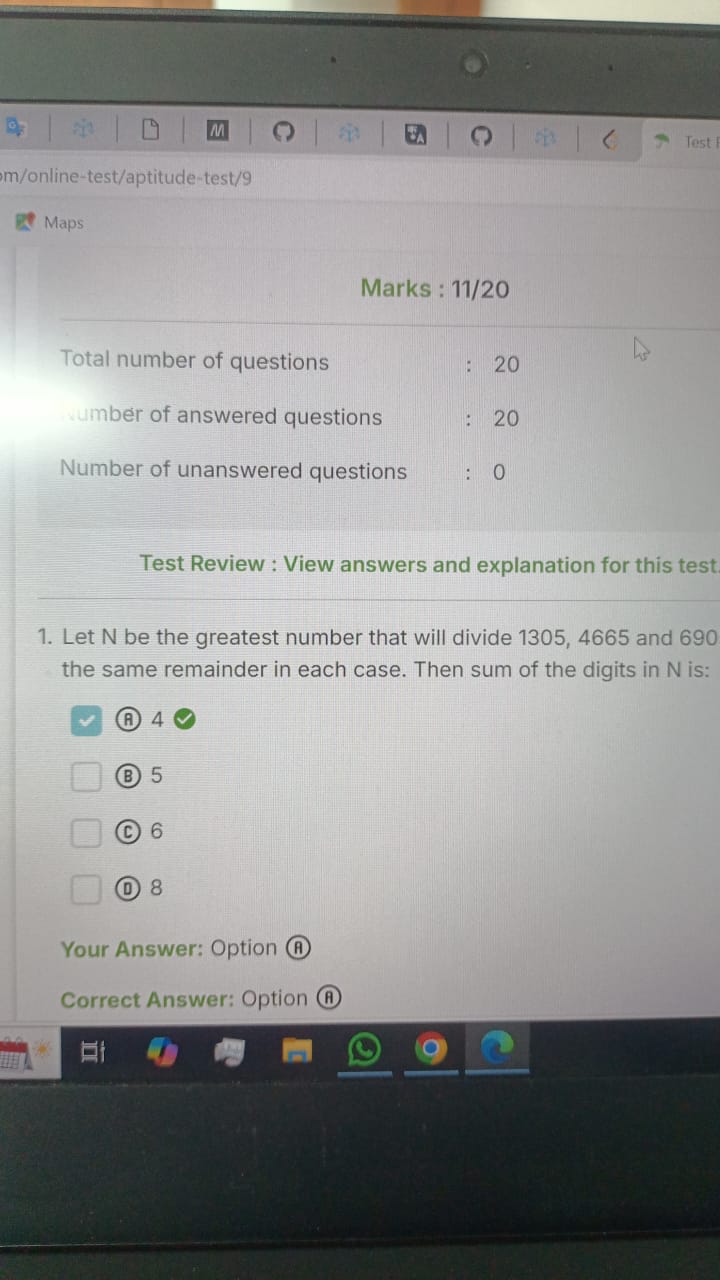 Test
om/online-test/aptitude-test/9
Maps
Marks : 11/20
Total number of questions : 20
Number of answered questions : 20
Number of unanswered questions : 0
Test Review : View answers and explanation for this test.
1. Let N be the greatest number that will divide 1305, 4665 and 690
the same remainder in each case. Then sum of the digits in N is:
A 4
B 5
C 6
D 8
Your Answer: Option A
Correct Answer: Option A